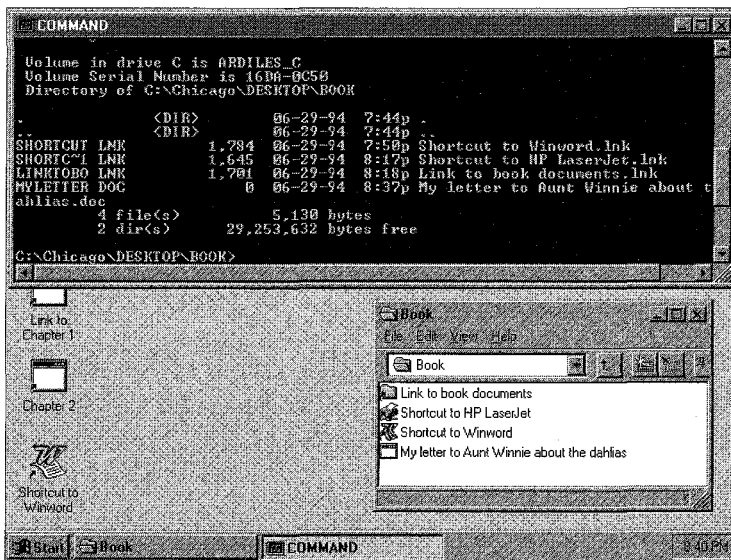 COMMAND
Volume in drive C is ARDILES_C
Volume Serial Number is 16DA-0C50
Directory of C:\Chicago\DESKTOP\BOOK
. <DIR> 06-29-94 7:44p .
.. <DIR> 06-29-94 7:44p ..
SHORTCUT LNK 1,784 06-29-94 7:50p Shortcut to Winword.lnk
SHORTC~1 LNK 1,645 06-29-94 8:17p Shortcut to HP LaserJet.lnk
LINKTOBO LNK 1,701 06-29-94 8:18p Link to book documents.lnk
MYLETTER DOC 0 06-29-94 8:37p My letter to Aunt Winnie about t
ahlias.doc
4 file(s) 5,130 bytes
2 dir(s) 29,253,632 bytes free
C:\Chicago\DESKTOP\BOOK>
Link to
Chapter 1
Chapter 2
Shortcut to
Winword
Book
File Edit View Help
Book
Link to book documents
Shortcut to HP LaserJet
Shortcut to Winword
My letter to Aunt Winnie about the dahlias
Start Book COMMAND 8:40 PM